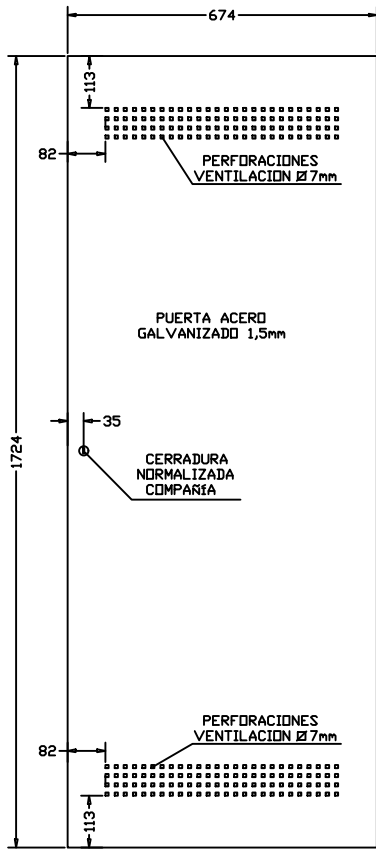 674
113
82
PERFORACIONES
VENTILACION Ø7mm
PUERTA ACERO
GALVANIZADO 1,5mm
35
1724
CERRADURA
NORMALIZADA
COMPAÑíA
PERFORACIONES
VENTILACION Ø7mm
82
113